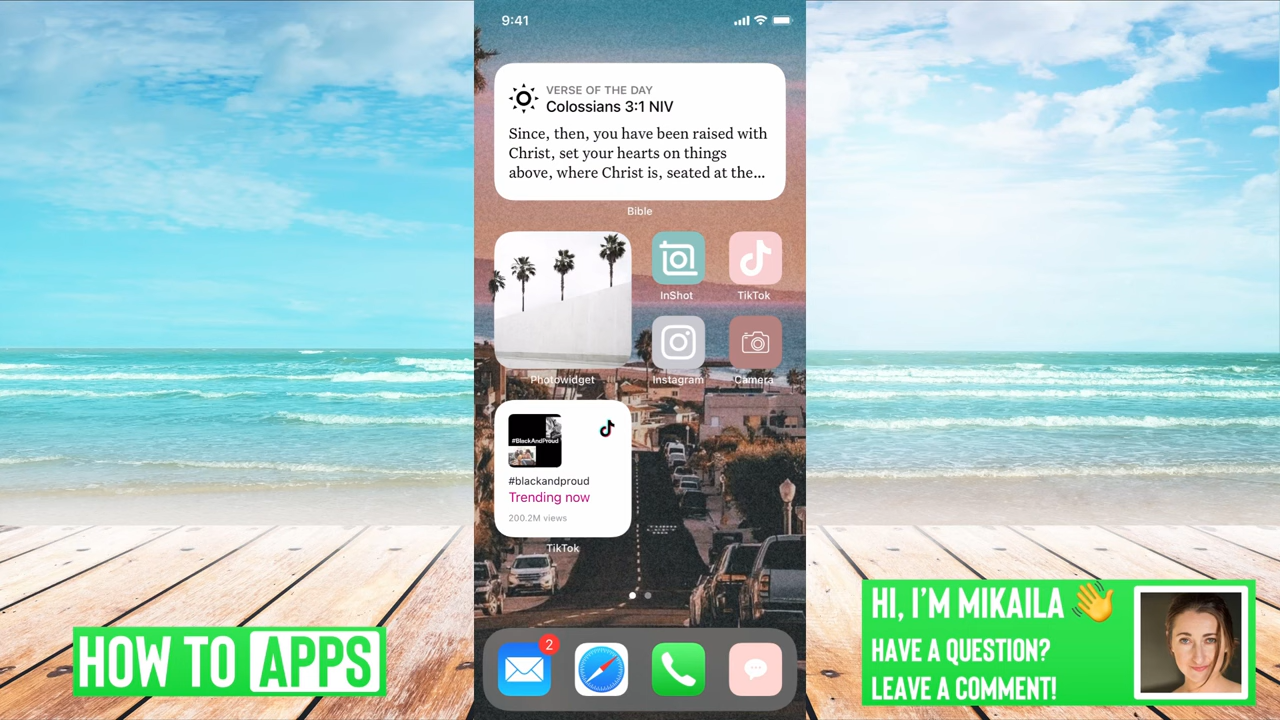 9:41
VERSE OF THE DAY
Colossians 3:1 NIV
Since, then, you have been raised with
Christ, set your hearts on things
above, where Christ is, seated at the...
Bible
InShot
TikTok
Photowidget
Instagram
Camera
#BlackAndProud
#blackandproud
Trending now
200.2M views
TikTok
2
HOW TO APPS
HI, I'M MIKAILA 👋
HAVE A QUESTION?
LEAVE A COMMENT!